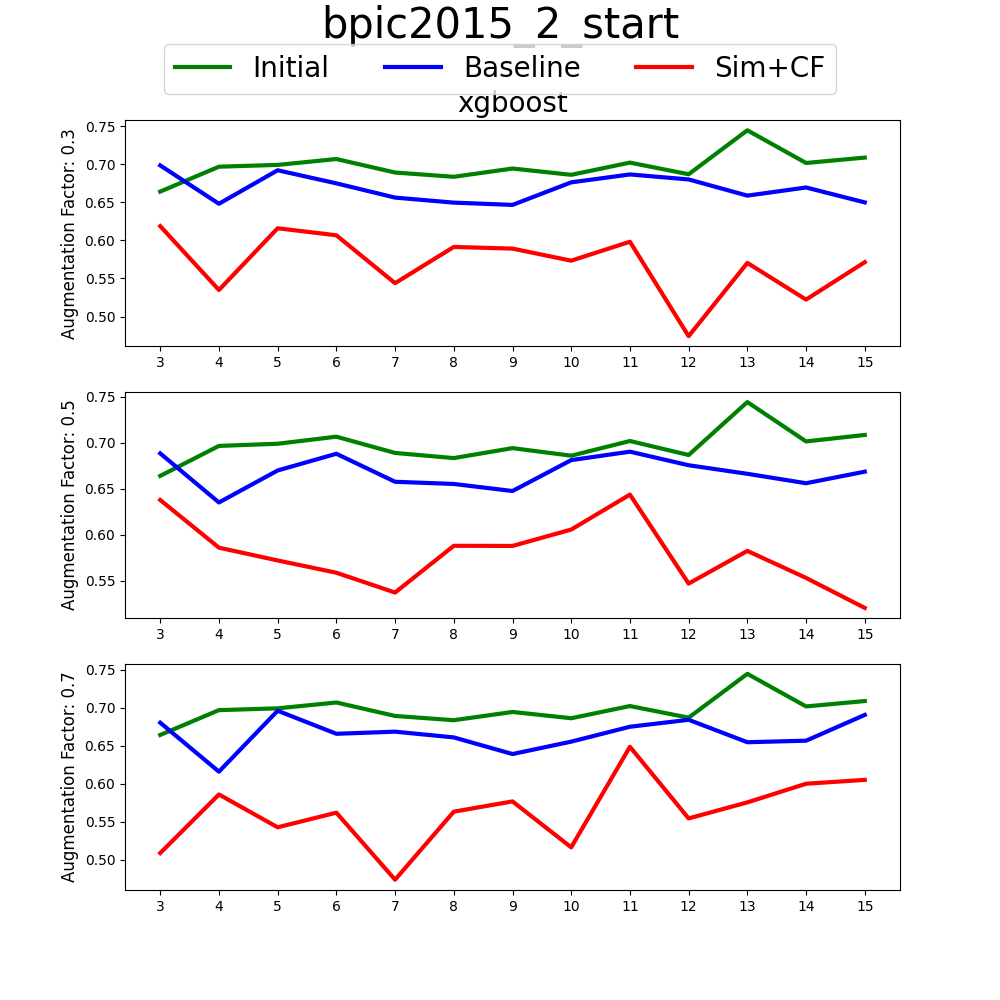 bpic2015_2_start
Initial Baseline Sim+CF
xgboost
Augmentation Factor: 0.3
0.75
0.70
0.65
0.60
0.55
0.50
3 4 5 6 7 8 9 10 11 12 13 14 15
Augmentation Factor: 0.5
0.75
0.70
0.65
0.60
0.55
3 4 5 6 7 8 9 10 11 12 13 14 15
Augmentation Factor: 0.7
0.75
0.70
0.65
0.60
0.55
0.50
3 4 5 6 7 8 9 10 11 12 13 14 15